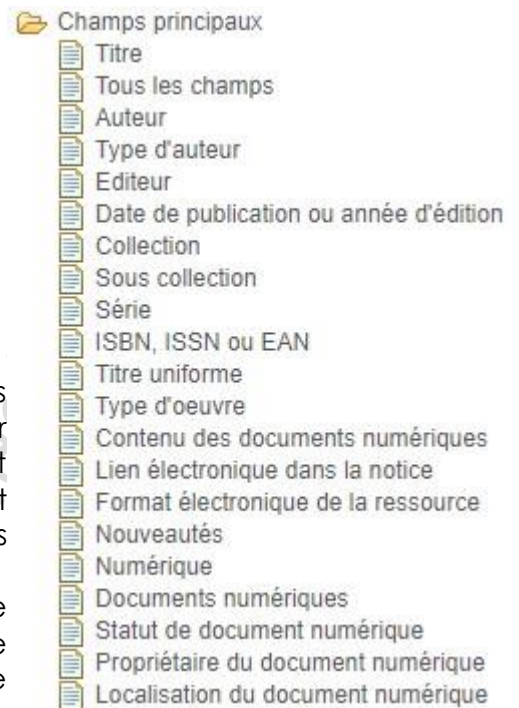 Champs principaux
Titre
Tous les champs
Auteur
Type d'auteur
Editeur
Date de publication ou année d'édition
Collection
Sous collection
Série
ISBN, ISSN ou EAN
Titre uniforme
Type d'oeuvre
Contenu des documents numériques
Lien électronique dans la notice
Format électronique de la ressource
Nouveautés
Numérique
Documents numériques
Statut de document numérique
Propriétaire du document numérique
Localisation du document numérique